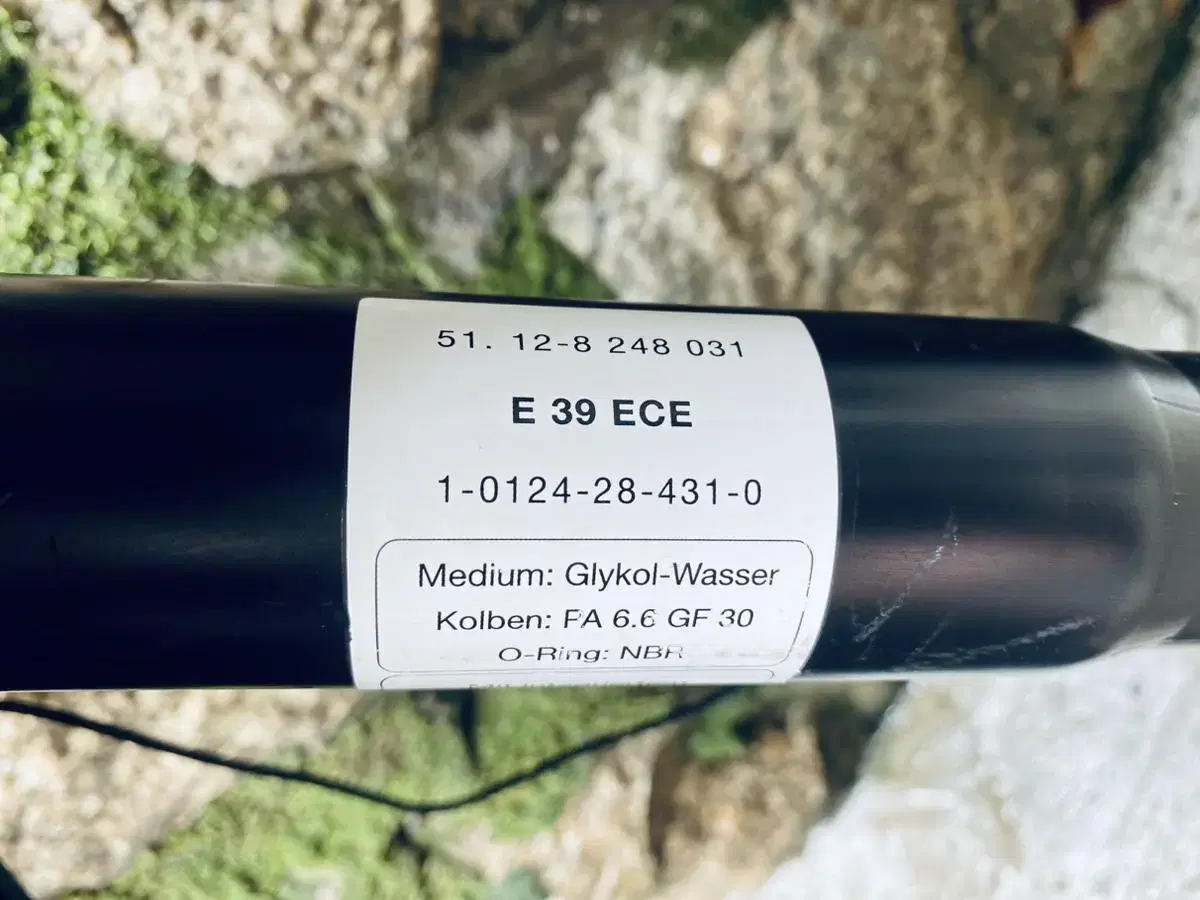 51. 12-8 248 031
E 39 ECE
1-0124-28-431-0
Medium: Glykol-Wasser
Kolben: PA 6.6 GF 30
O-Ring: NBR